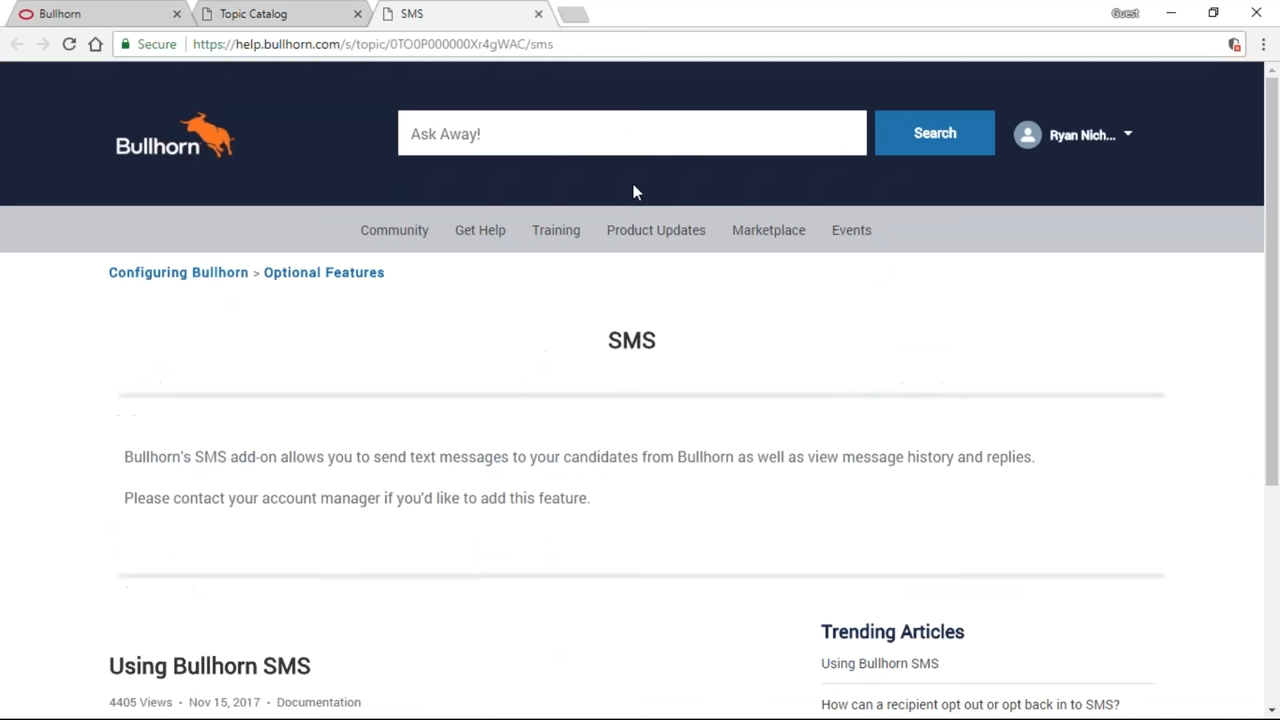 Bullhorn
Topic Catalog
SMS
Guest
Secure
https://help.bullhorn.com/s/topic/0TO0P000000Xr4gWAC/sms
Bullhorn
Ask Away!
Search
Ryan Nich...
Community
Get Help
Training
Product Updates
Marketplace
Events
Configuring Bullhorn > Optional Features
SMS
Bullhorn's SMS add-on allows you to send text messages to your candidates from Bullhorn as well as view message history and replies.
Please contact your account manager if you'd like to add this feature.
Using Bullhorn SMS
4405 Views • Nov 15, 2017 • Documentation
Trending Articles
Using Bullhorn SMS
How can a recipient opt out or opt back in to SMS?